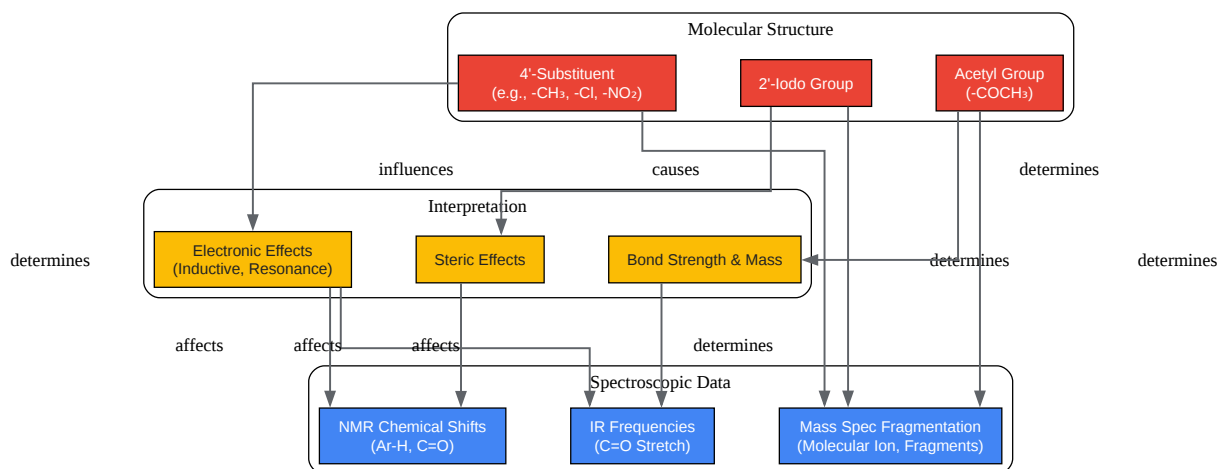 Molecular Structure
4'-Substituent
(e.g., -CH₃, -Cl, -NO₂)
2'-Iodo Group
Acetyl Group
(-COCH₃)
influences
causes
determines
Interpretation
Electronic Effects
(Inductive, Resonance)
Steric Effects
Bond Strength & Mass
determines
determines
determines
affects
affects
affects
determines
Spectroscopic Data
NMR Chemical Shifts
(Ar-H, C=O)
IR Frequencies
(C=O Stretch)
Mass Spec Fragmentation
(Molecular Ion, Fragments)